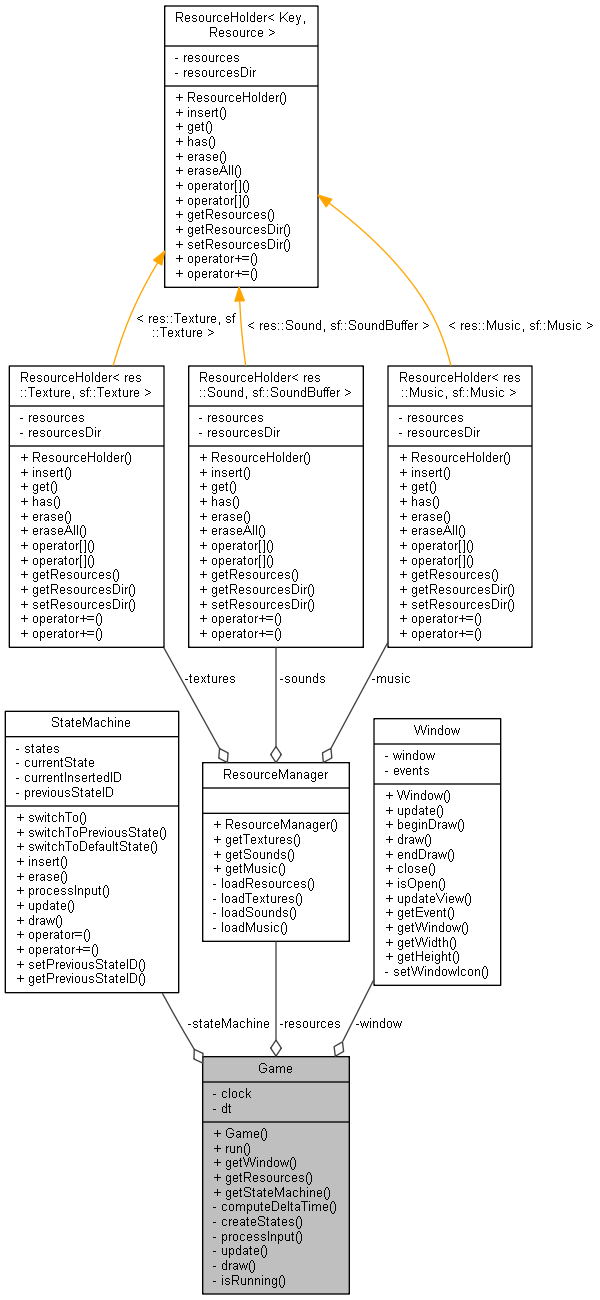 ResourceHolder< Key,
Resource >
- resources
- resourcesDir
+ ResourceHolder()
+ insert()
+ get()
+ has()
+ erase()
+ eraseAll()
+ operator[]()
+ operator[]()
+ getResources()
+ getResourcesDir()
+ setResourcesDir()
+ operator+=()
+ operator+=()
< res::Texture, sf
::Texture >
< res::Sound, sf::SoundBuffer >
< res::Music, sf::Music >
ResourceHolder< res
::Texture, sf::Texture >
- resources
- resourcesDir
+ ResourceHolder()
+ insert()
+ get()
+ has()
+ erase()
+ eraseAll()
+ operator[]()
+ operator[]()
+ getResources()
+ getResourcesDir()
+ setResourcesDir()
+ operator+=()
+ operator+=()
ResourceHolder< res
::Sound, sf::SoundBuffer >
- resources
- resourcesDir
+ ResourceHolder()
+ insert()
+ get()
+ has()
+ erase()
+ eraseAll()
+ operator[]()
+ operator[]()
+ getResources()
+ getResourcesDir()
+ setResourcesDir()
+ operator+=()
+ operator+=()
ResourceHolder< res
::Music, sf::Music >
- resources
- resourcesDir
+ ResourceHolder()
+ insert()
+ get()
+ has()
+ erase()
+ eraseAll()
+ operator[]()
+ operator[]()
+ getResources()
+ getResourcesDir()
+ setResourcesDir()
+ operator+=()
+ operator+=()
-textures
-sounds
-music
StateMachine
- states
- currentState
- currentInsertedID
- previousStateID
+ switchTo()
+ switchToPreviousState()
+ switchToDefaultState()
+ insert()
+ erase()
+ processInput()
+ update()
+ draw()
+ operator=()
+ operator+=()
+ setPreviousStateID()
+ getPreviousStateID()
ResourceManager
+ ResourceManager()
+ getTextures()
+ getSounds()
+ getMusic()
- loadResources()
- loadTextures()
- loadSounds()
- loadMusic()
Window
- window
- events
+ Window()
+ update()
+ beginDraw()
+ draw()
+ endDraw()
+ close()
+ isOpen()
+ updateView()
+ getEvent()
+ getWindow()
+ getWidth()
+ getHeight()
- setWindowIcon()
-stateMachine
-resources
-window
Game
- clock
- dt
+ Game()
+ run()
+ getWindow()
+ getResources()
+ getStateMachine()
- computeDeltaTime()
- createStates()
- processInput()
- update()
- draw()
- isRunning()